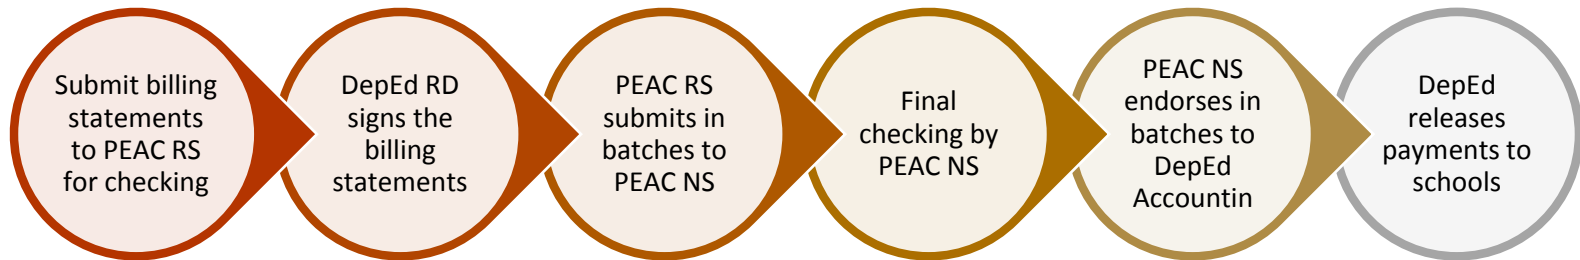 Submit billing
statements
to PEAC RS
for checking
DepEd RD
signs the
billing
statements
PEAC RS
submits in
batches to
PEAC NS
Final
checking by
PEAC NS
PEAC NS
endorses in
batches to
DepEd
Accountin
DepEd
releases
payments to
schools